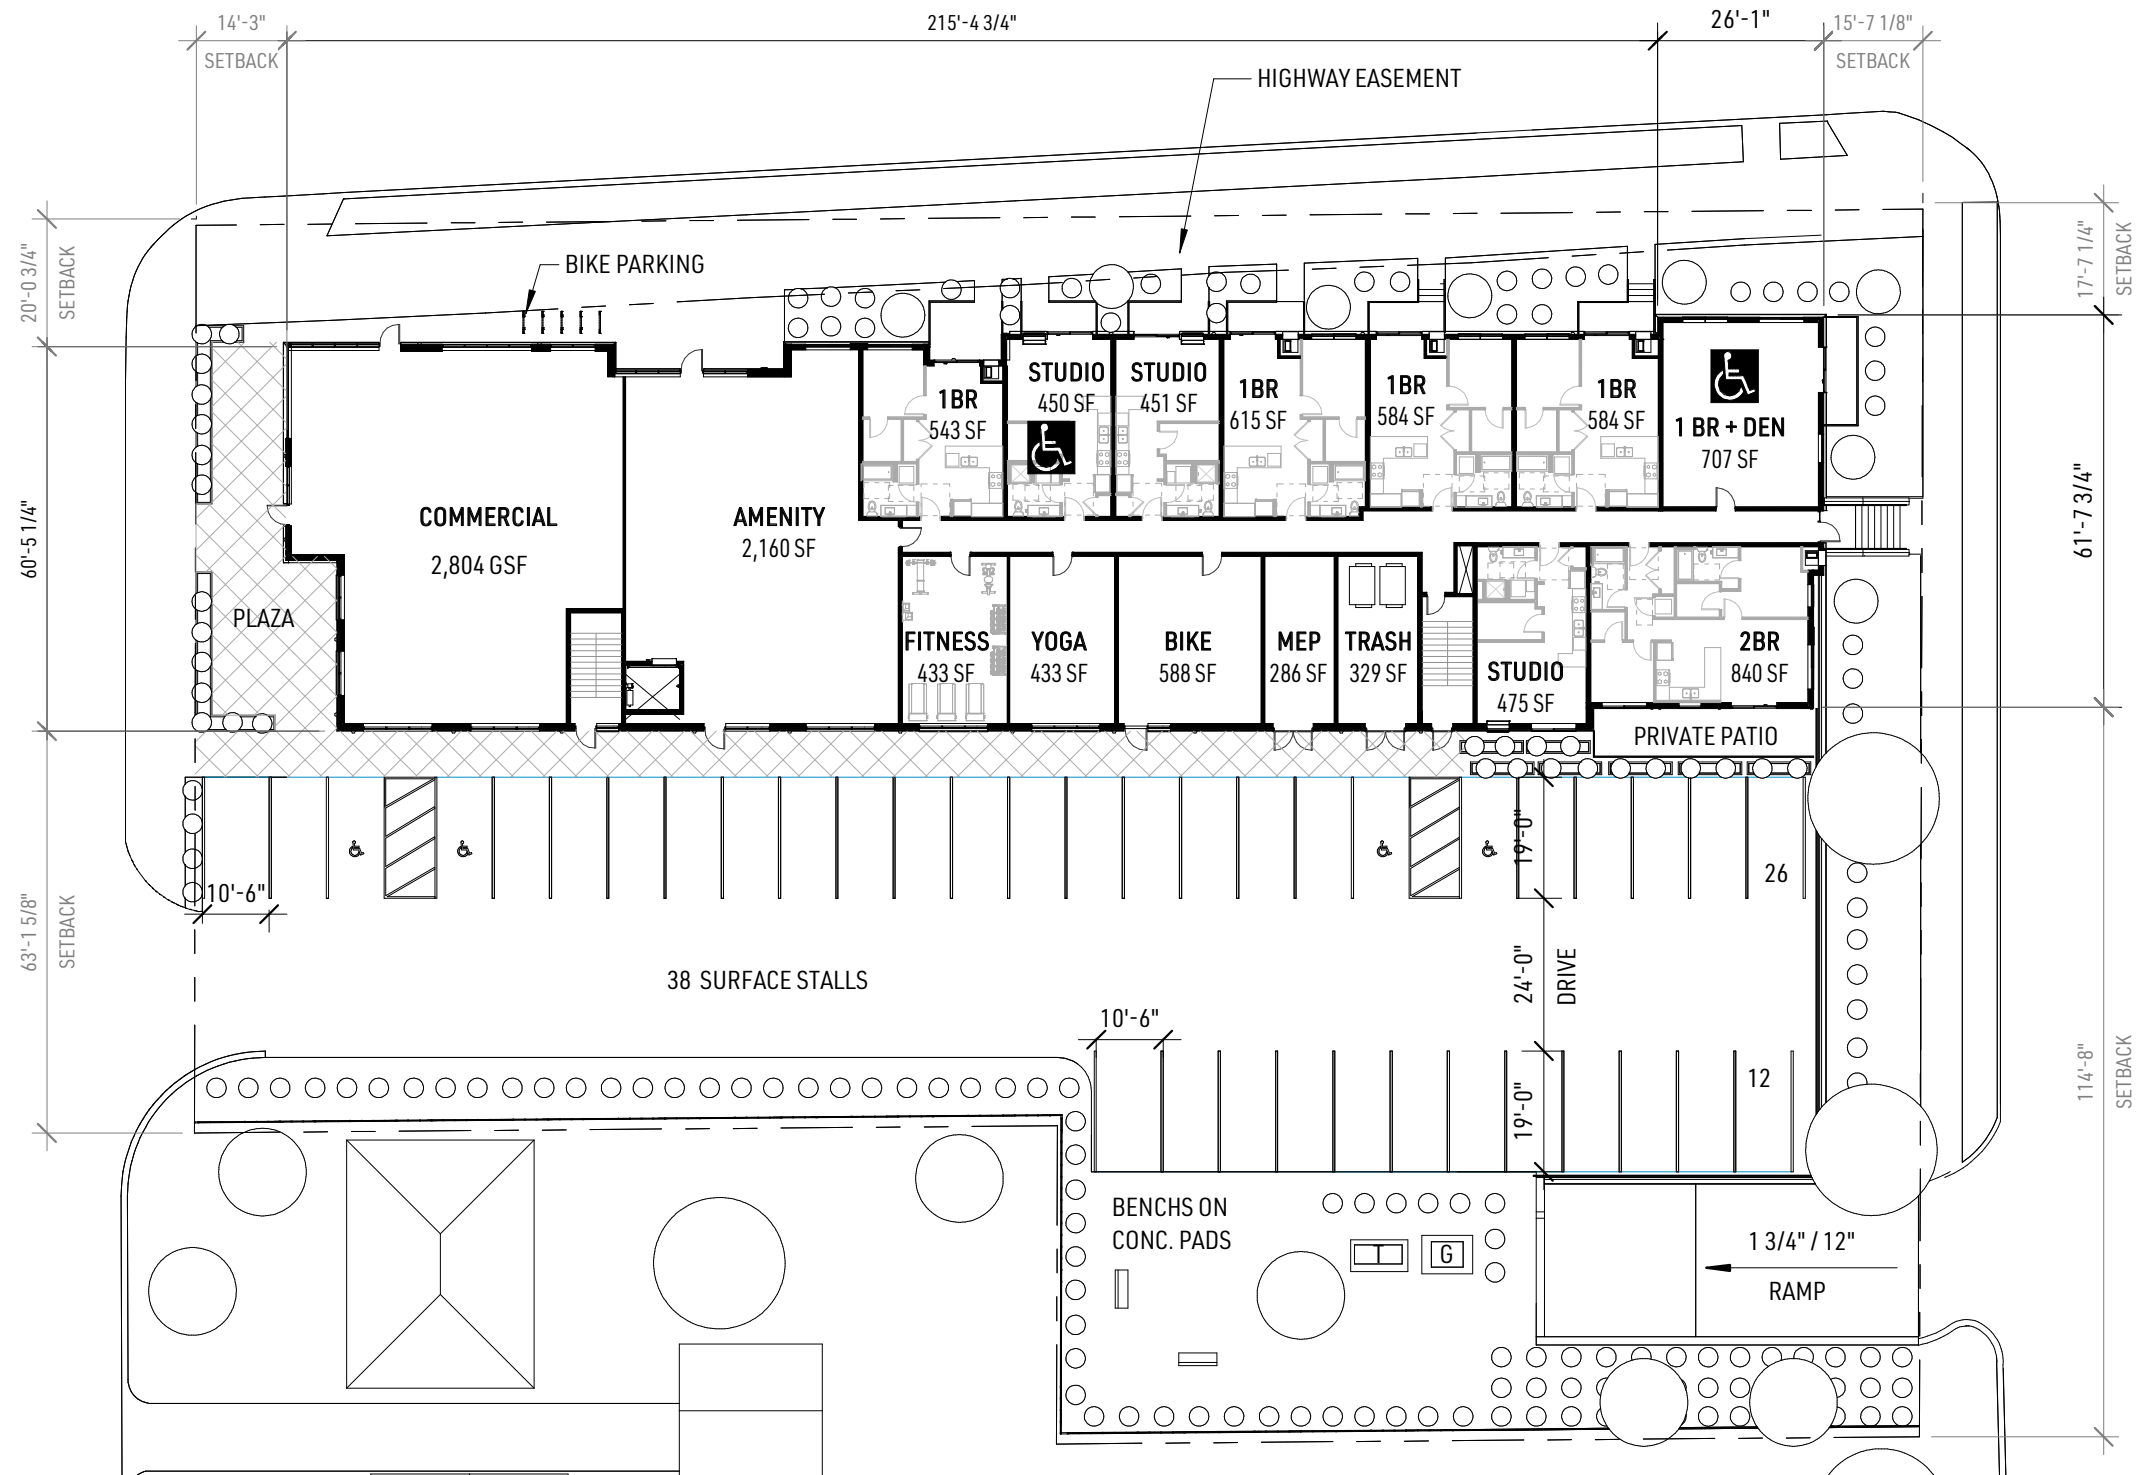 14'-3"
215'-4 3/4"
26'-1"
15'-7 1/8"
SETBACK
SETBACK
HIGHWAY EASEMENT
BIKE PARKING
20'-0 3/4"
SETBACK
17'-7 1/4"
SETBACK
STUDIO
450 SF
STUDIO
451 SF
1BR
543 SF
1BR
615 SF
1BR
584 SF
1BR
584 SF
1 BR + DEN
707 SF
COMMERCIAL
2,804 GSF
AMENITY
2,160 SF
60'-5 1/4"
61'-7 3/4"
PLAZA
FITNESS
433 SF
YOGA
433 SF
BIKE
588 SF
MEP
286 SF
TRASH
329 SF
STUDIO
475 SF
2BR
840 SF
PRIVATE PATIO
19'-0"
26
10'-6"
63'-1 5/8"
SETBACK
38 SURFACE STALLS
24'-0"
DRIVE
10'-6"
12
19'-0"
114'-8"
SETBACK
BENCHS ON
CONC. PADS
T
G
1 3/4" / 12"
RAMP